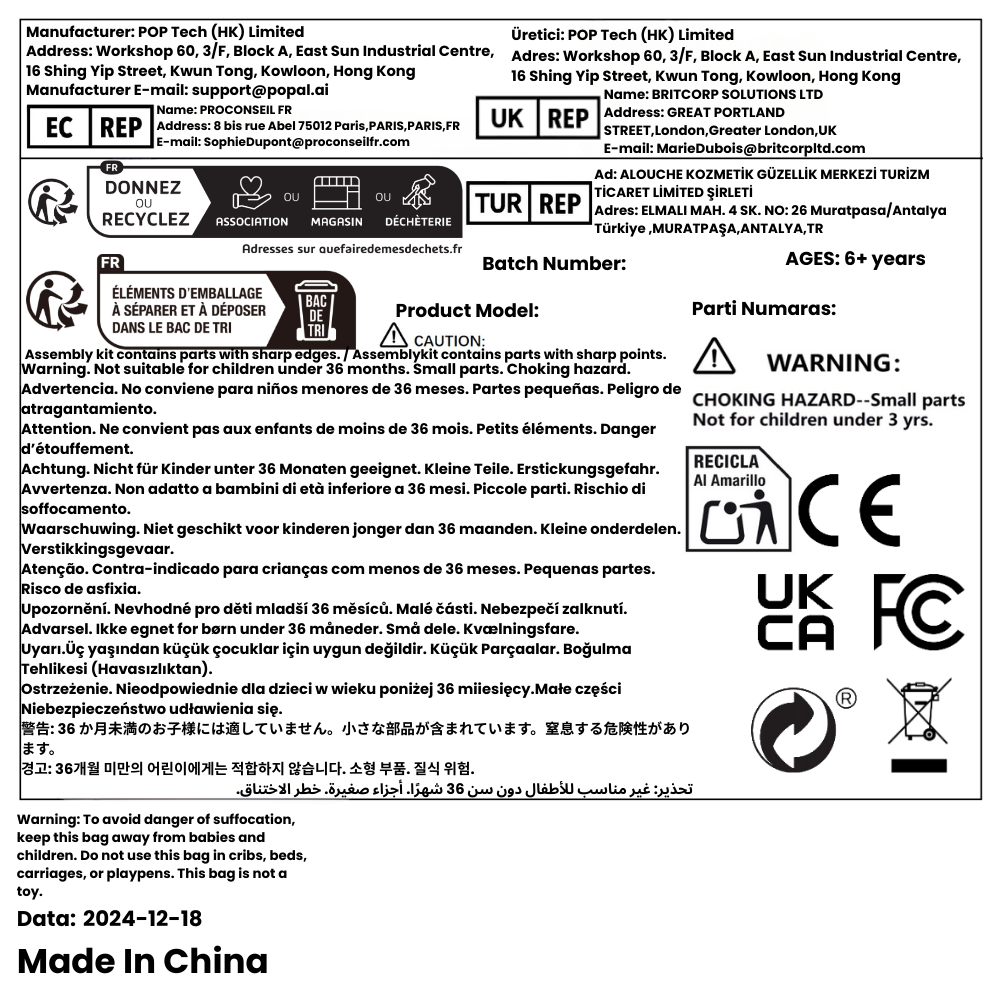 Manufacturer: POP Tech (HK) Limited
Address: Workshop 60, 3/F, Block A, East Sun Industrial Centre,
16 Shing Yip Street, Kwun Tong, Kowloon, Hong Kong
Manufacturer E-mail: support@popal.ai
EC REP
Name: PROCONSEIL FR
Address: 8 bis rue Abel 75012 Paris,PARIS,PARIS,FR
E-mail: SophieDupont@proconseilfr.com
Üretici: POP Tech (HK) Limited
Adres: Workshop 60, 3/F, Block A, East Sun Industrial Centre,
16 Shing Yip Street, Kwun Tong, Kowloon, Hong Kong
UK REP
Name: BRITCORP SOLUTIONS LTD
Address: GREAT PORTLAND
STREET,London,Greater London,UK
E-mail: MarieDubois@britcorpltd.com
FR
DONNEZ
OU
RECYCLEZ
ASSOCIATION OU MAGASIN OU DÉCHÈTERIE
Adresses sur quefairedemesdechets.fr
TUR REP
Ad: ALOUCHE KOZMETİK GÜZELLİK MERKEZİ TURİZM
TİCARET LİMİTED ŞİRLETİ
Adres: ELMALI MAH. 4 SK. NO: 26 Muratpasa/Antalya
Türkiye ,MURATPAŞA,ANTALYA,TR
Batch Number:
AGES: 6+ years
FR
ÉLÉMENTS D'EMBALLAGE
À SÉPARER ET À DÉPOSER
DANS LE BAC DE TRI
BAC
DE
TRI
Product Model:
Parti Numaras:
CAUTION:
Assembly kit contains parts with sharp edges. / Assemblykit contains parts with sharp points.
Warning. Not suitable for children under 36 months. Small parts. Choking hazard.
Advertencia. No conviene para niños menores de 36 meses. Partes pequeñas. Peligro de
atragantamiento.
Attention. Ne convient pas aux enfants de moins de 36 mois. Petits éléments. Danger
d’étouffement.
Achtung. Nicht für Kinder unter 36 Monaten geeignet. Kleine Teile. Erstickungsgefahr.
Avvertenza. Non adatto a bambini di età inferiore a 36 mesi. Piccole parti. Rischio di
soffocamento.
Waarschuwing. Niet geschikt voor kinderen jonger dan 36 maanden. Kleine onderdelen.
Verstikkingsgevaar.
Atenção. Contra-indicado para crianças com menos de 36 meses. Pequenas partes.
Risco de asfixia.
Upozornění. Nevhodné pro děti mladší 36 měsíců. Malé části. Nebezpečí zalknutí.
Advarsel. Ikke egnet for børn under 36 måneder. Små dele. Kvælningsfare.
Uyarı.Üç yaşından küçük çocuklar için uygun değildir. Küçük Parçaalar. Boğulma
Tehlikesi (Havasızlıktan).
Ostrzeżenie. Nieodpowiednie dla dzieci w wieku poniżej 36 miiesięcy.Małe części
Niebezpieczeństwo udławienia się.
警告: 36 か月未満のお子様には適していません。小さな部品が含まれています。窒息する危険性があり
ます。
경고: 36개월 미만의 어린이에게는 적합하지 않습니다. 소형 부품. 질식 위험.
تحذير: غير مناسب للأطفال دون سن 36 شهرًا. أجزاء صغيرة. خطر الاختناق.
WARNING:
CHOKING HAZARD--Small parts
Not for children under 3 yrs.
RECICLA
Al Amarillo
CE
UK
CA
FC
®
Warning: To avoid danger of suffocation,
keep this bag away from babies and
children. Do not use this bag in cribs, beds,
carriages, or playpens. This bag is not a
toy.
Data: 2024-12-18
Made In China